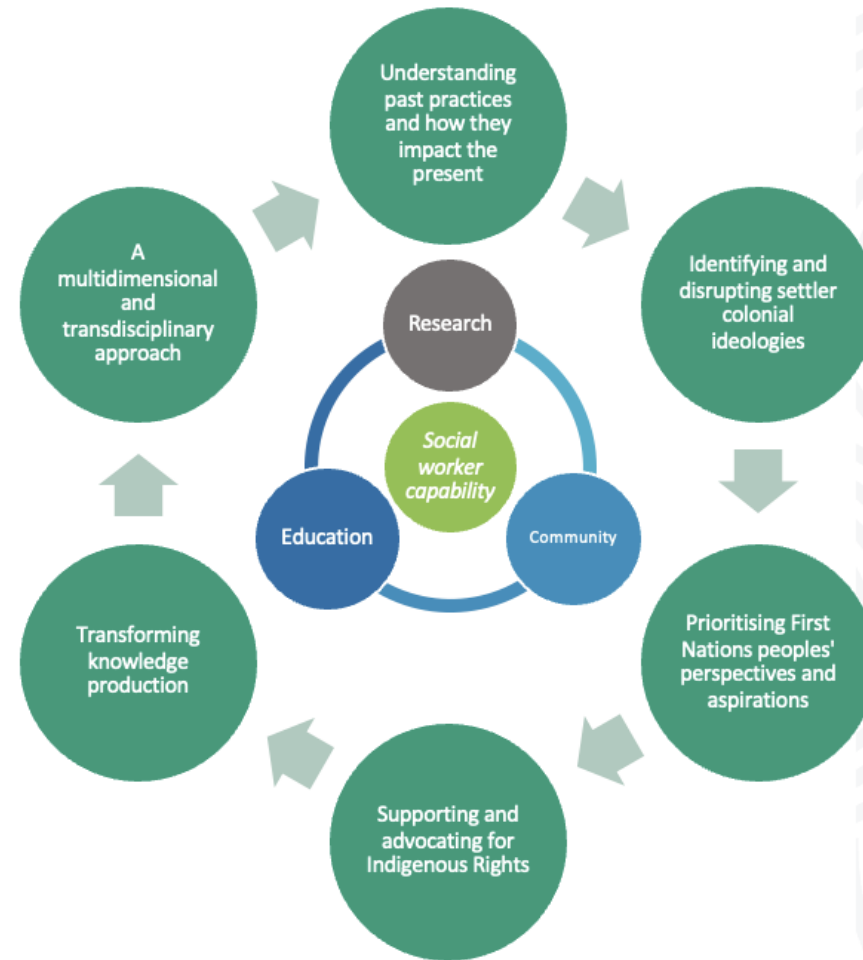 Understanding
past practices
and how they
impact the
present
Identifying and
disrupting settler
colonial
ideologies
Prioritising First
Nations peoples'
perspectives and
aspirations
Supporting and
advocating for
Indigenous Rights
Transforming
knowledge
production
A
multidimensional
and
transdisciplinary
approach
Research
Social
worker
capability
Education
Community